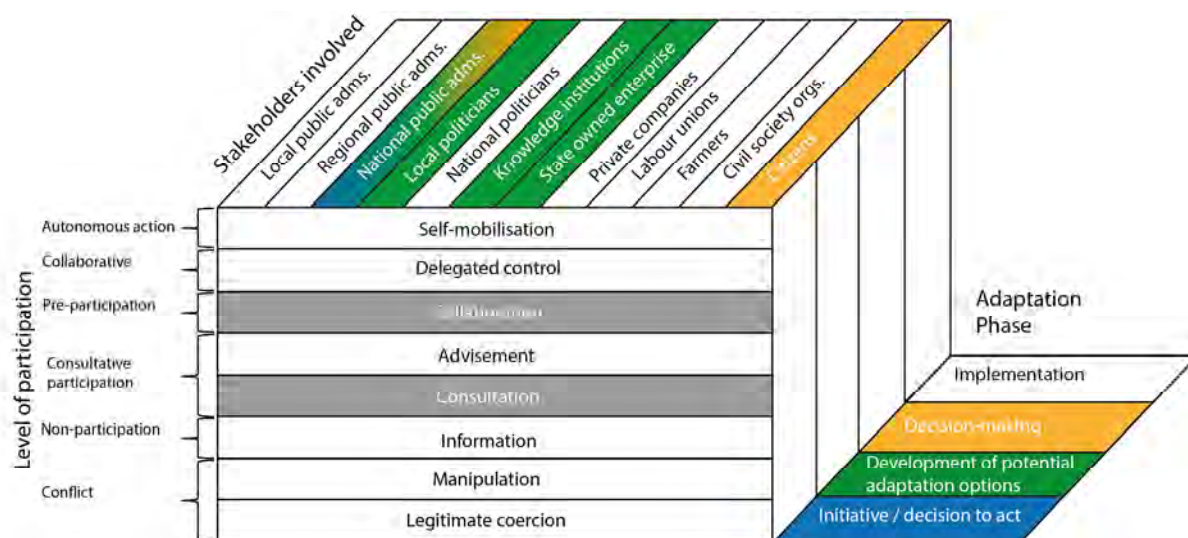 Stakeholders involved
Local public adms.
Regional public adms.
National public adms.
Local politicians
National politicians
Knowledge institutions
State owned enterprise
Private companies
Labour unions
Farmers
Civil society orgs.
Citizens
Level of participation
Autonomous action
Self-mobilisation
Collaborative
Delegated control
Pre-participation
Advisement
Consultative
participation
Consultation
Non-participation
Information
Manipulation
Conflict
Legitimate coercion
Adaptation
Phase
Implementation
Decision-making
Development of potential
adaptation options
Initiative / decision to act